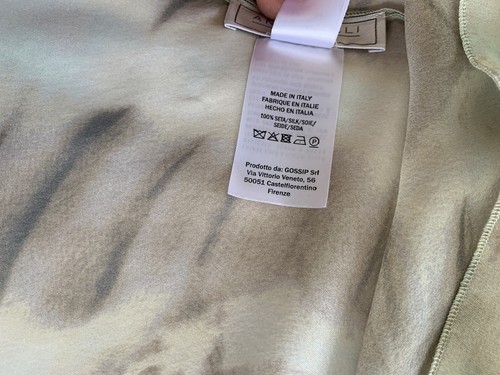 MADE IN ITALY
FABRIQUE EN ITALIE
HECHO EN ITALIA
100% SETA/SILK/SOIE/
SEIDE/SEDA
P
Prodotto da: GOSSIP Srl
Via Vittorio Veneto, 56
50051 Castelfiorentino
Firenze